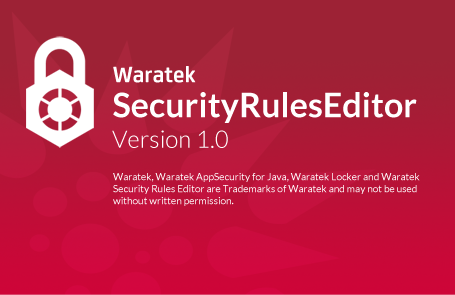 Waratek
SecurityRulesEditor
Version 1.0
Waratek, Waratek AppSecurity for Java, Waratek Locker and Waratek
Security Rules Editor are Trademarks of Waratek and may not be used
without written permission.